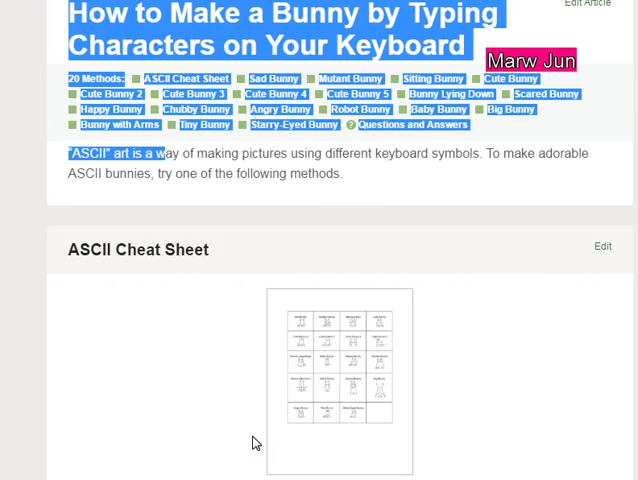 Edit Article
How to Make a Bunny by Typing
Characters on Your Keyboard
Marw Jun
20 Methods: ASCII Cheat Sheet Sad Bunny Mutant Bunny Sitting Bunny Cute Bunny
Cute Bunny 2 Cute Bunny 3 Cute Bunny 4 Cute Bunny 5 Bunny Lying Down Scared Bunny
Happy Bunny Chubby Bunny Angry Bunny Robot Bunny Baby Bunny Big Bunny
Bunny with Arms Tiny Bunny Starry-Eyed Bunny Questions and Answers
"ASCII" art is a way of making pictures using different keyboard symbols. To make adorable
ASCII bunnies, try one of the following methods.
ASCII Cheat Sheet
Edit